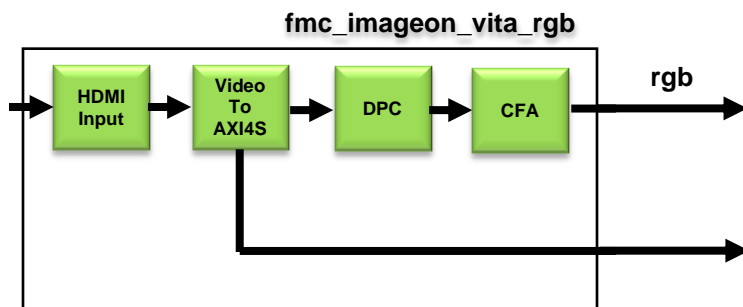 fmc_imageon_vita_rgb
HDMI
Input
Video
To
AXI4S
DPC
CFA
rgb